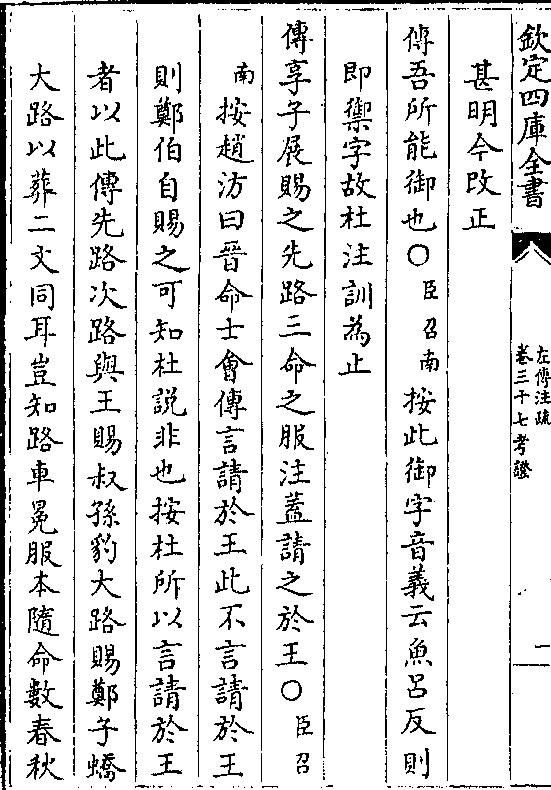 欽定四庫全書
左傳注疏
卷三十七考證
一
甚明今改正
傳吾所能御也○臣召南按此御字音義云魚呂反則
即禦字故杜注訓為止
傳享子展賜之先路三命之服注蓋請之於王○臣召
南按趙汸曰晉命士會傳言請於王此不言請於王
則鄭伯自賜之可知杜説非也按杜所以言請於王
者以此傳先路次路與王賜叔孫豹大路賜鄭子蟜
大路以葬二文同耳豈知路車冕服本隨命數春秋